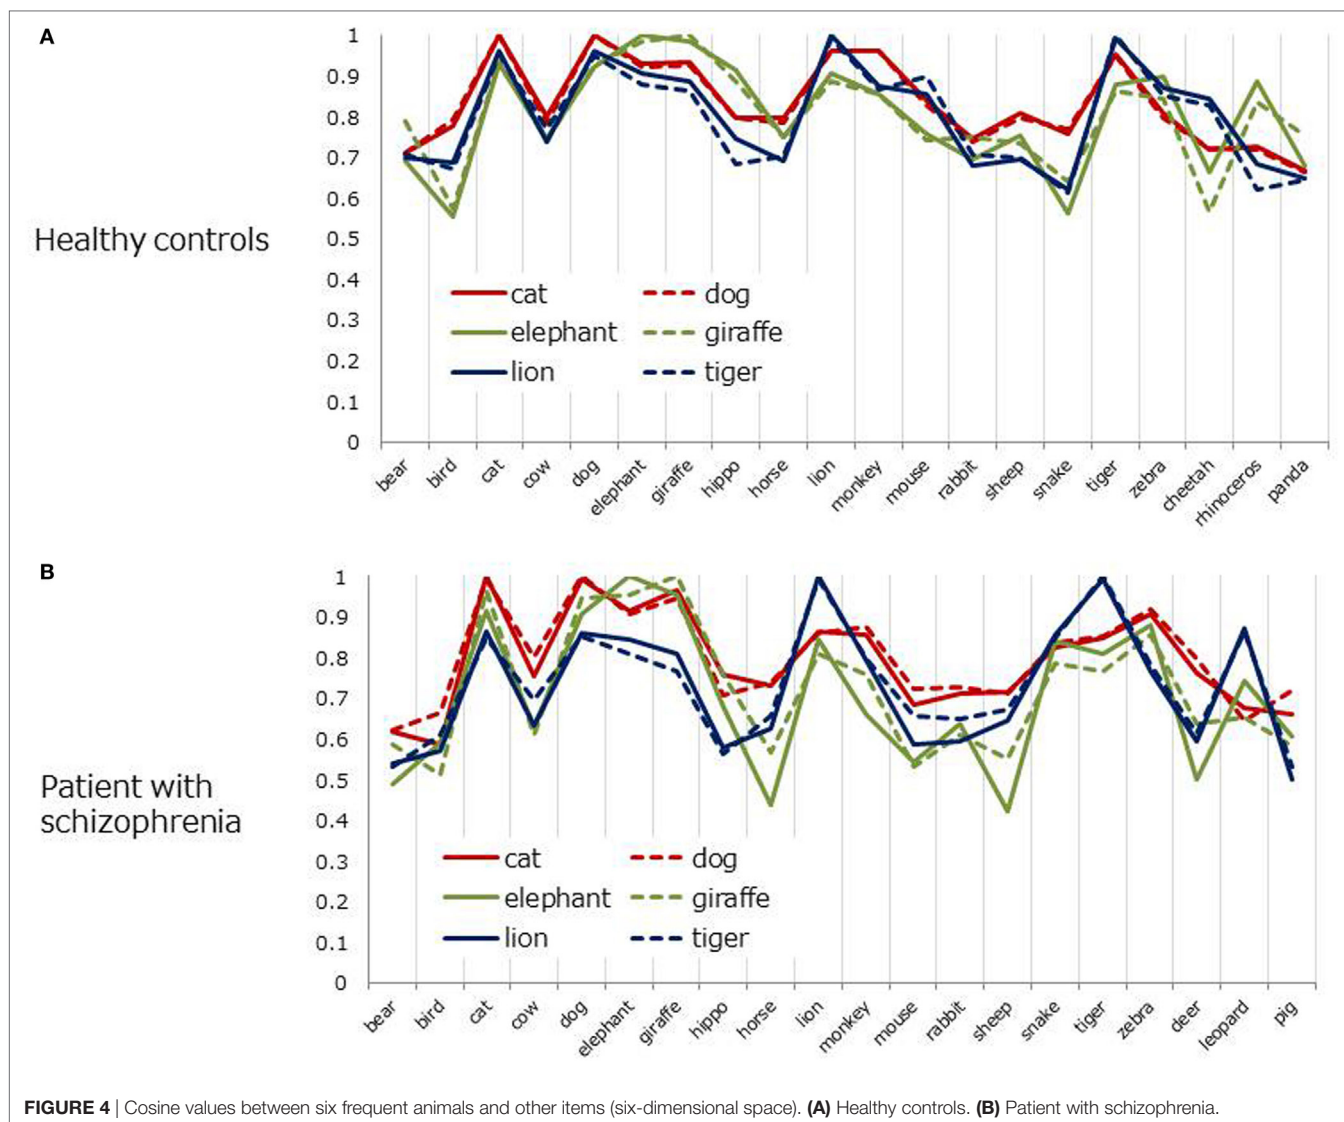 A
1
0.9
0.8
0.7
0.6
0.5
0.4
0.3
0.2
0.1
0
Healthy controls
cat dog
elephant giraffe
lion tiger
bear bird cat cow dog elephant giraffe hippo horse lion monkey mouse rabbit sheep snake tiger zebra cheetah rhinoceros panda
B
1
0.9
0.8
0.7
0.6
0.5
0.4
0.3
0.2
0.1
0
Patient with
schizophrenia
cat dog
elephant giraffe
lion tiger
bear bird cat cow dog elephant giraffe hippo horse lion monkey mouse rabbit sheep snake tiger zebra deer leopard pig
FIGURE 4 | Cosine values between six frequent animals and other items (six-dimensional space). (A) Healthy controls. (B) Patient with schizophrenia.